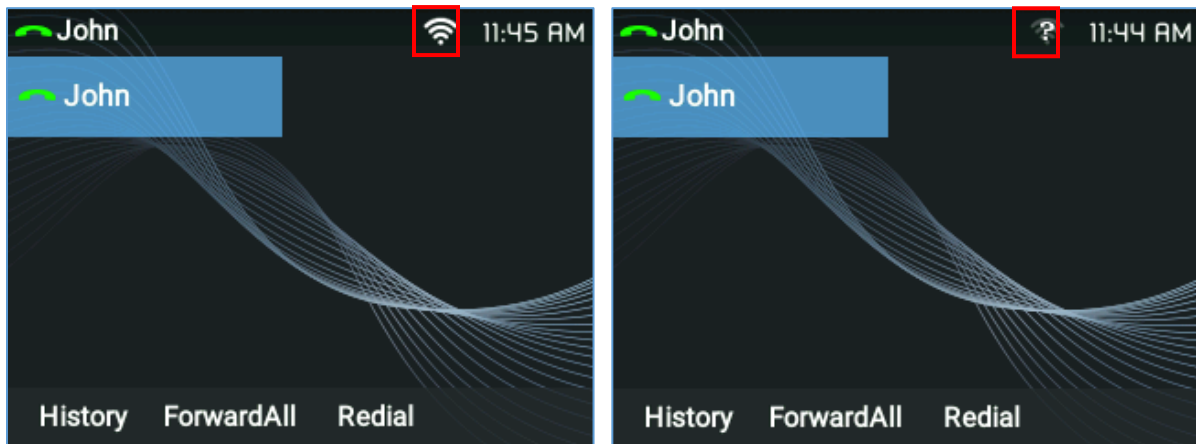 John 11:45 AM
John
History ForwardAll Redial
John ? 11:44 AM
John
History ForwardAll Redial